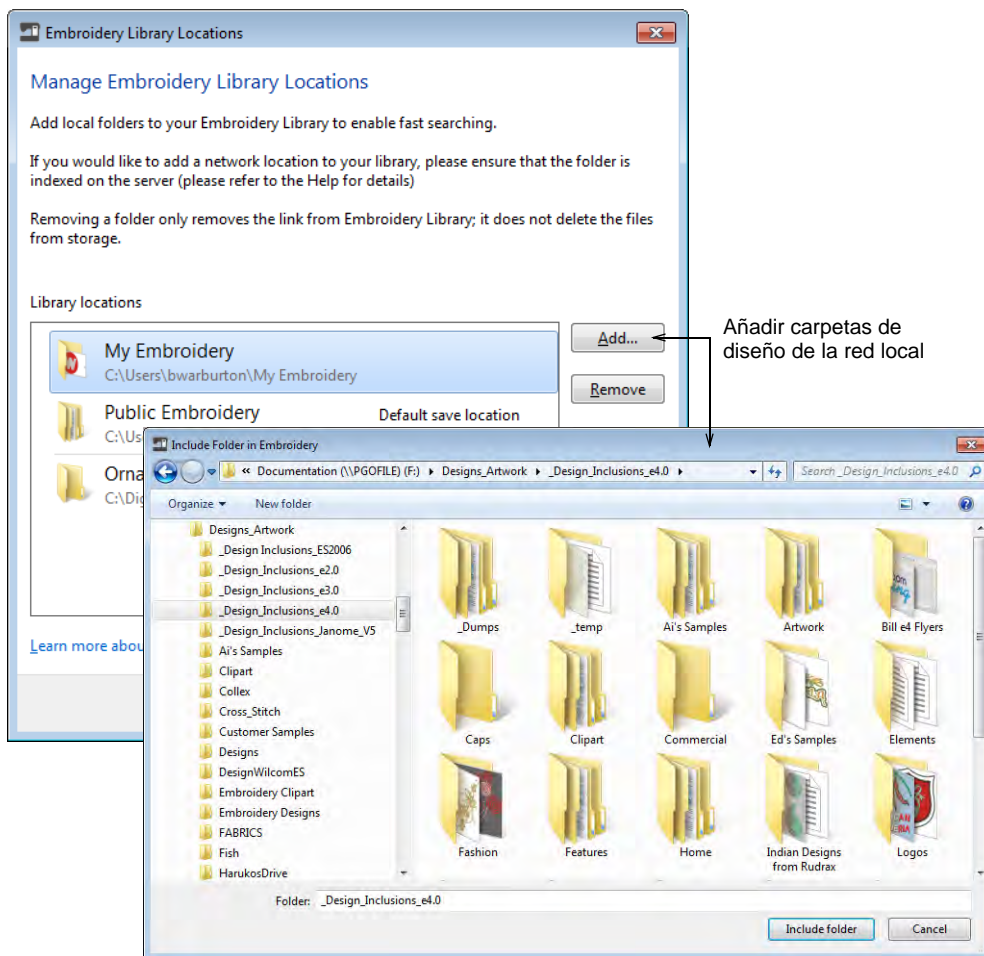 Embroidery Library Locations
Manage Embroidery Library Locations
Add local folders to your Embroidery Library to enable fast searching.
If you would like to add a network location to your library, please ensure that the folder is
indexed on the server (please refer to the Help for details)
Removing a folder only removes the link from Embroidery Library; it does not delete the files
from storage.
Library locations
My Embroidery
C:\Users\bwarburton\My Embroidery
Public Embroidery
Default save location
C:\Us
Orna
C:\Dig
Add...
Remove
Learn more abou
Añadir carpetas de
diseño de la red local
Include Folder in Embroidery
« Documentation (\\PGOFILE) (F:) Designs_Artwork _Design_Inclusions_e4.0
Search _Design_Inclusions_e4.0
Organize New folder
Designs_Artwork
_Design Inclusions_ES2006
_Design_Inclusions_e2.0
_Design_Inclusions_e3.0
_Design_Inclusions_e4.0
_Design_Inclusions_Janome_V5
Ai's Samples
Clipart
Collex
Cross_Stitch
Customer Samples
Designs
DesignWilcomES
Embroidery Clipart
Embroidery Designs
FABRICS
Fish
HarukosDrive
_Dumps
_temp
Ai's Samples
Artwork
Bill e4 Flyers
Caps
Clipart
Commercial
Ed's Samples
Elements
Fashion
Features
Home
Indian Designs
from Rudrax
Logos
Folder: _Design_Inclusions_e4.0
Include folder
Cancel